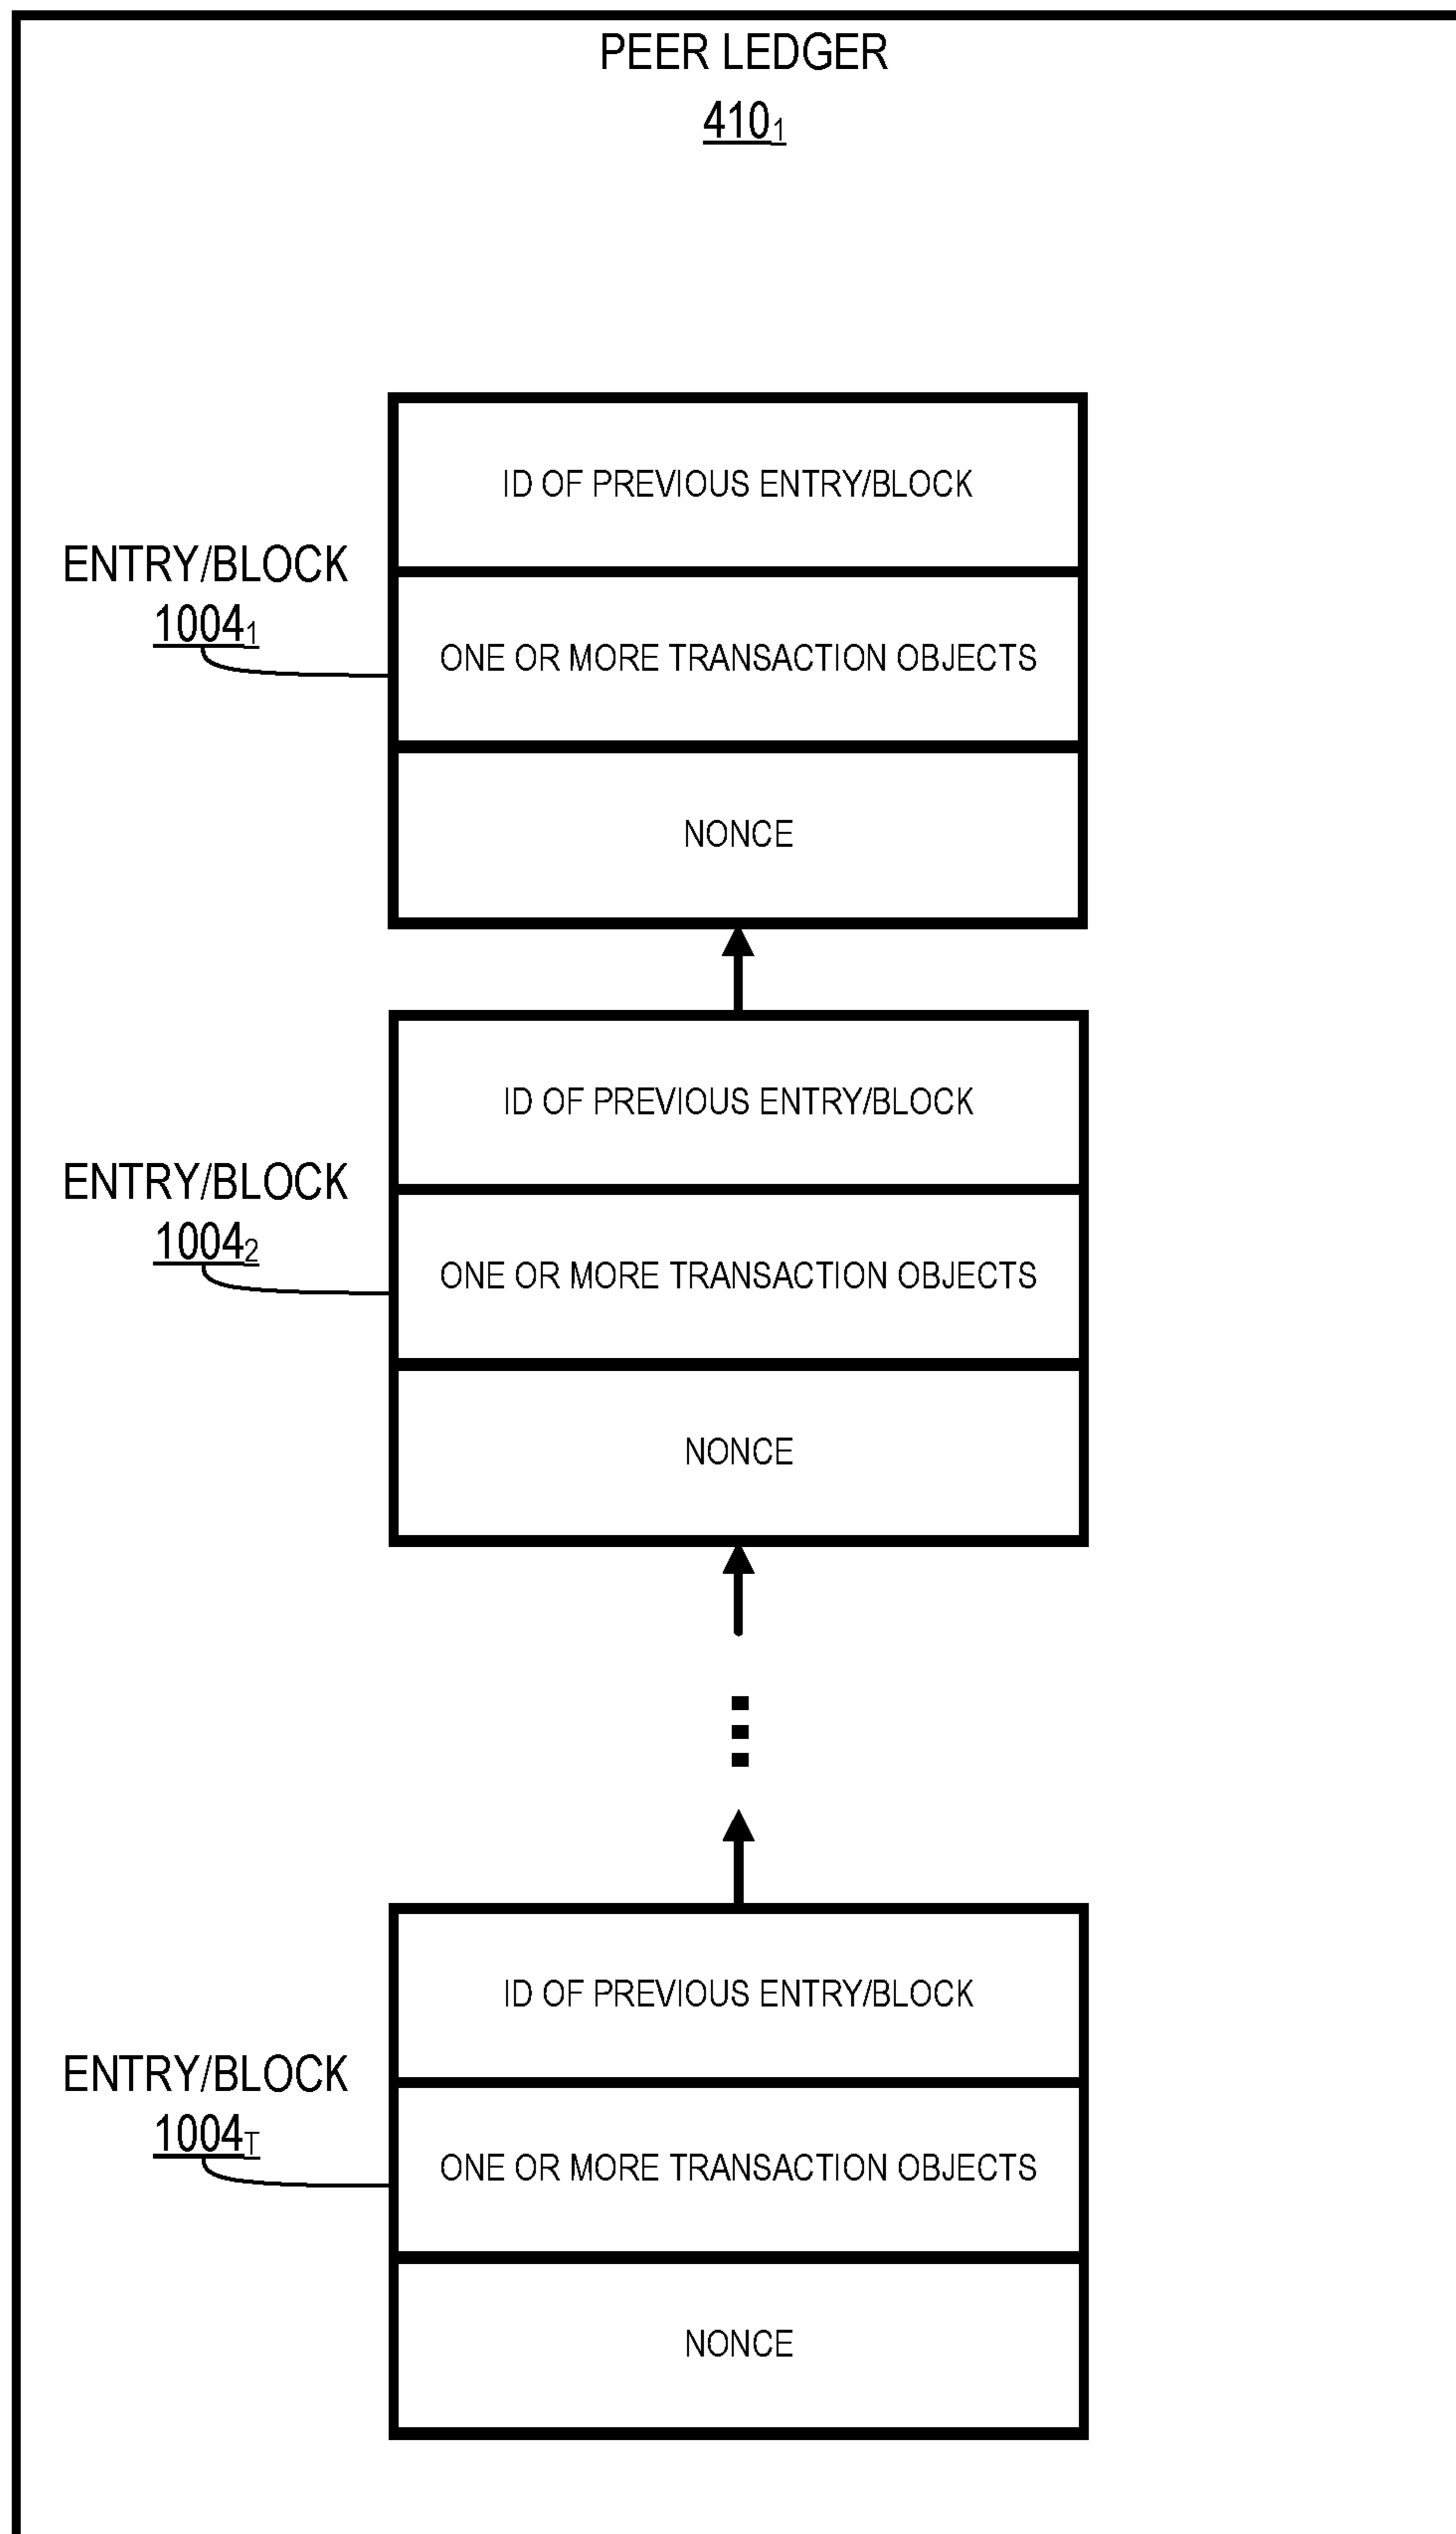 PEER LEDGER
410₁
ID OF PREVIOUS ENTRY/BLOCK
ENTRY/BLOCK
1004₁
ONE OR MORE TRANSACTION OBJECTS
NONCE
ID OF PREVIOUS ENTRY/BLOCK
ENTRY/BLOCK
1004₂
ONE OR MORE TRANSACTION OBJECTS
NONCE
ID OF PREVIOUS ENTRY/BLOCK
ENTRY/BLOCK
1004T
ONE OR MORE TRANSACTION OBJECTS
NONCE